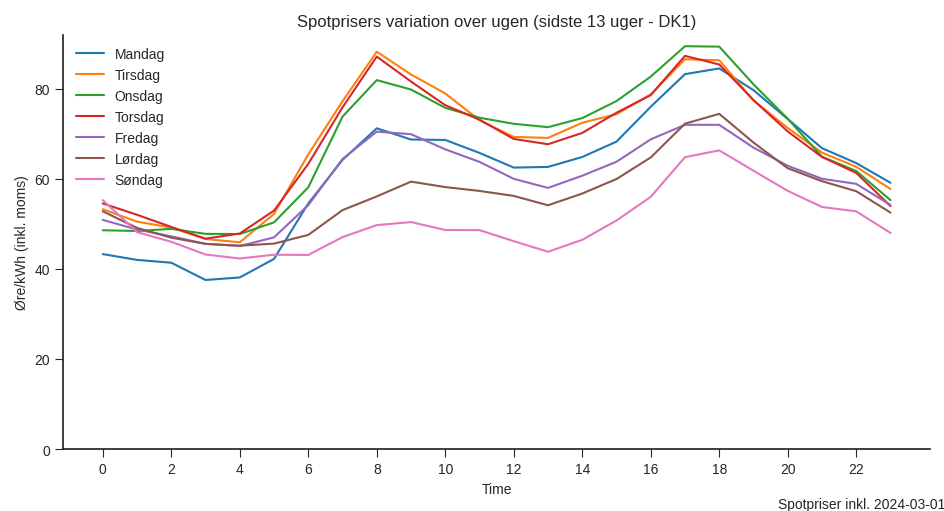 Spotprisers variation over ugen (sidste 13 uger - DK1)
Mandag
Tirsdag
Onsdag
Torsdag
Fredag
Lørdag
Søndag
Øre/kWh (inkl. moms)
80
60
40
20
0
0 2 4 6 8 10 12 14 16 18 20 22
Time
Spotpriser inkl. 2024-03-01